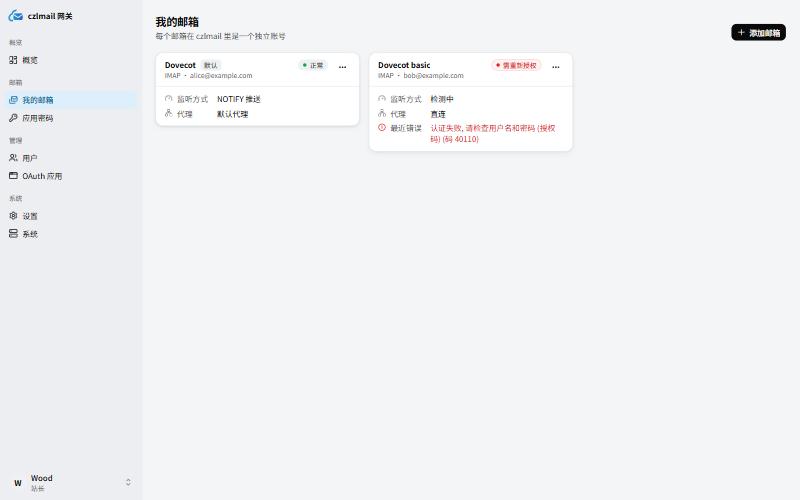 czlmail 网关
概览
概览
邮箱
我的邮箱
应用密码
管理
用户
OAuth 应用
系统
设置
系统
W
Wood
站长
我的邮箱
每个邮箱在 czlmail 里是一个独立账号
添加邮箱
Dovecot 默认 正常
IMAP • alice@example.com
监听方式 NOTIFY 推送
代理 默认代理
Dovecot basic 需重新授权
IMAP • bob@example.com
监听方式 检测中
代理 直连
最近错误 认证失败, 请检查用户名和密码 (授权
码) (码 40110)